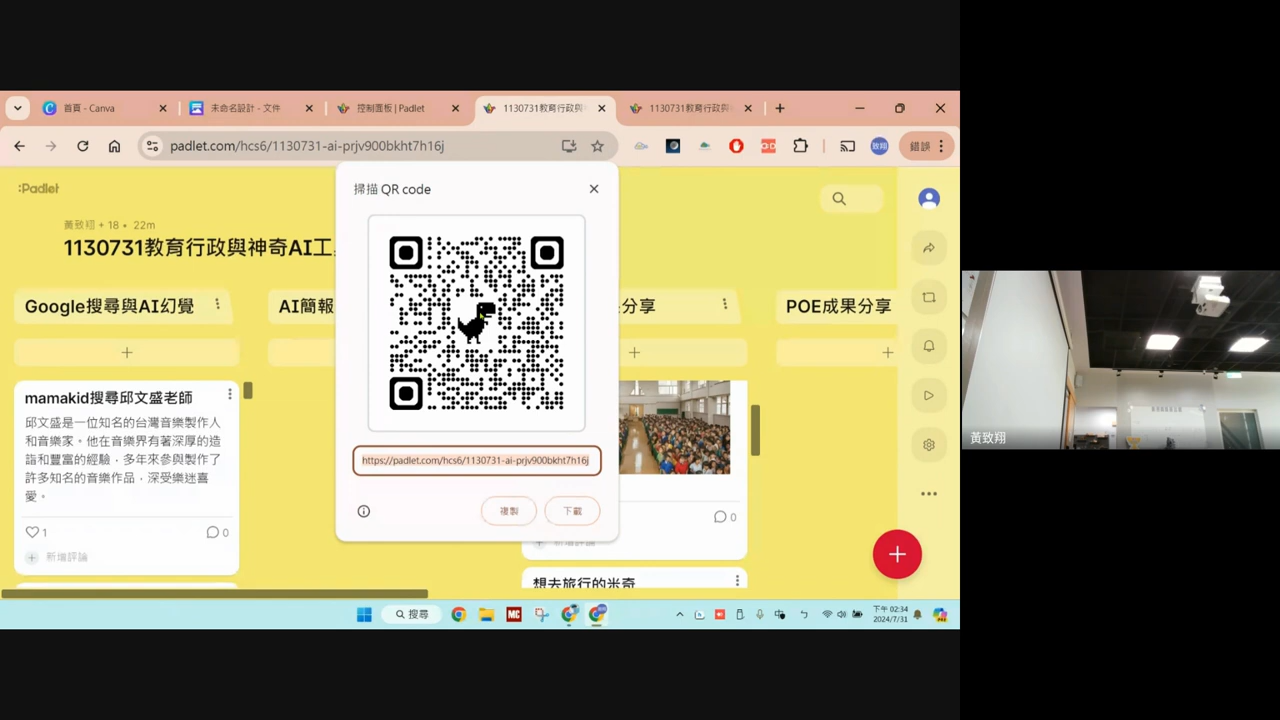 首頁 - Canva
未命名設計 - 文件
控制面板 | Padlet
1130731教育行政與
1130731教育行政與
padlet.com/hcs6/1130731-ai-prjv900bkht7h16j
致翔
錯誤
:Padlet
黃致翔 + 18 • 22m
1130731教育行政與神奇AI工
掃描 QR code
https://padlet.com/hcs6/1130731-ai-prjv900bkht7h16j
複製
下載
Google搜尋與AI幻覺
AI簡報
分享
POE成果分享
mamakid搜尋邱文盛老師
邱文盛是一位知名的台灣音樂製作人
和音樂家。他在音樂界有著深厚的造
詣和豐富的經驗，多年來參與製作了
許多知名的音樂作品，深受樂迷喜
愛。
1
0
新增評論
0
新增評論
想去旅行的米奇
搜尋
MC
下午 02:34
2024/7/31
黃致翔